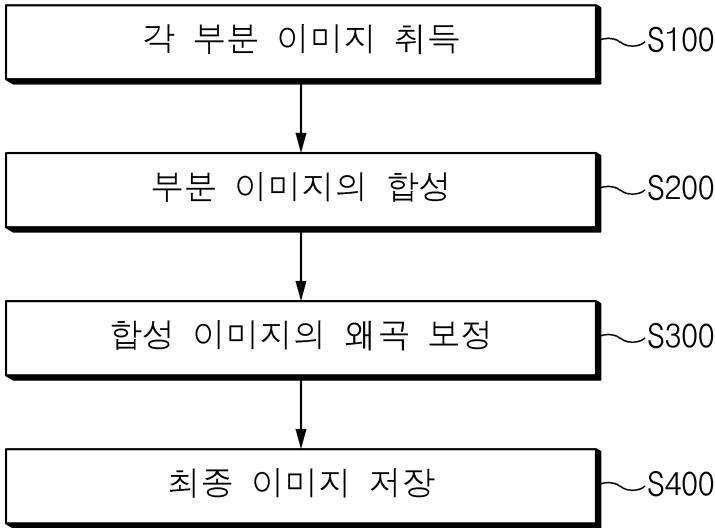 각 부분 이미지 취득 S100
부분 이미지의 합성 S200
합성 이미지의 왜곡 보정 S300
최종 이미지 저장 S400